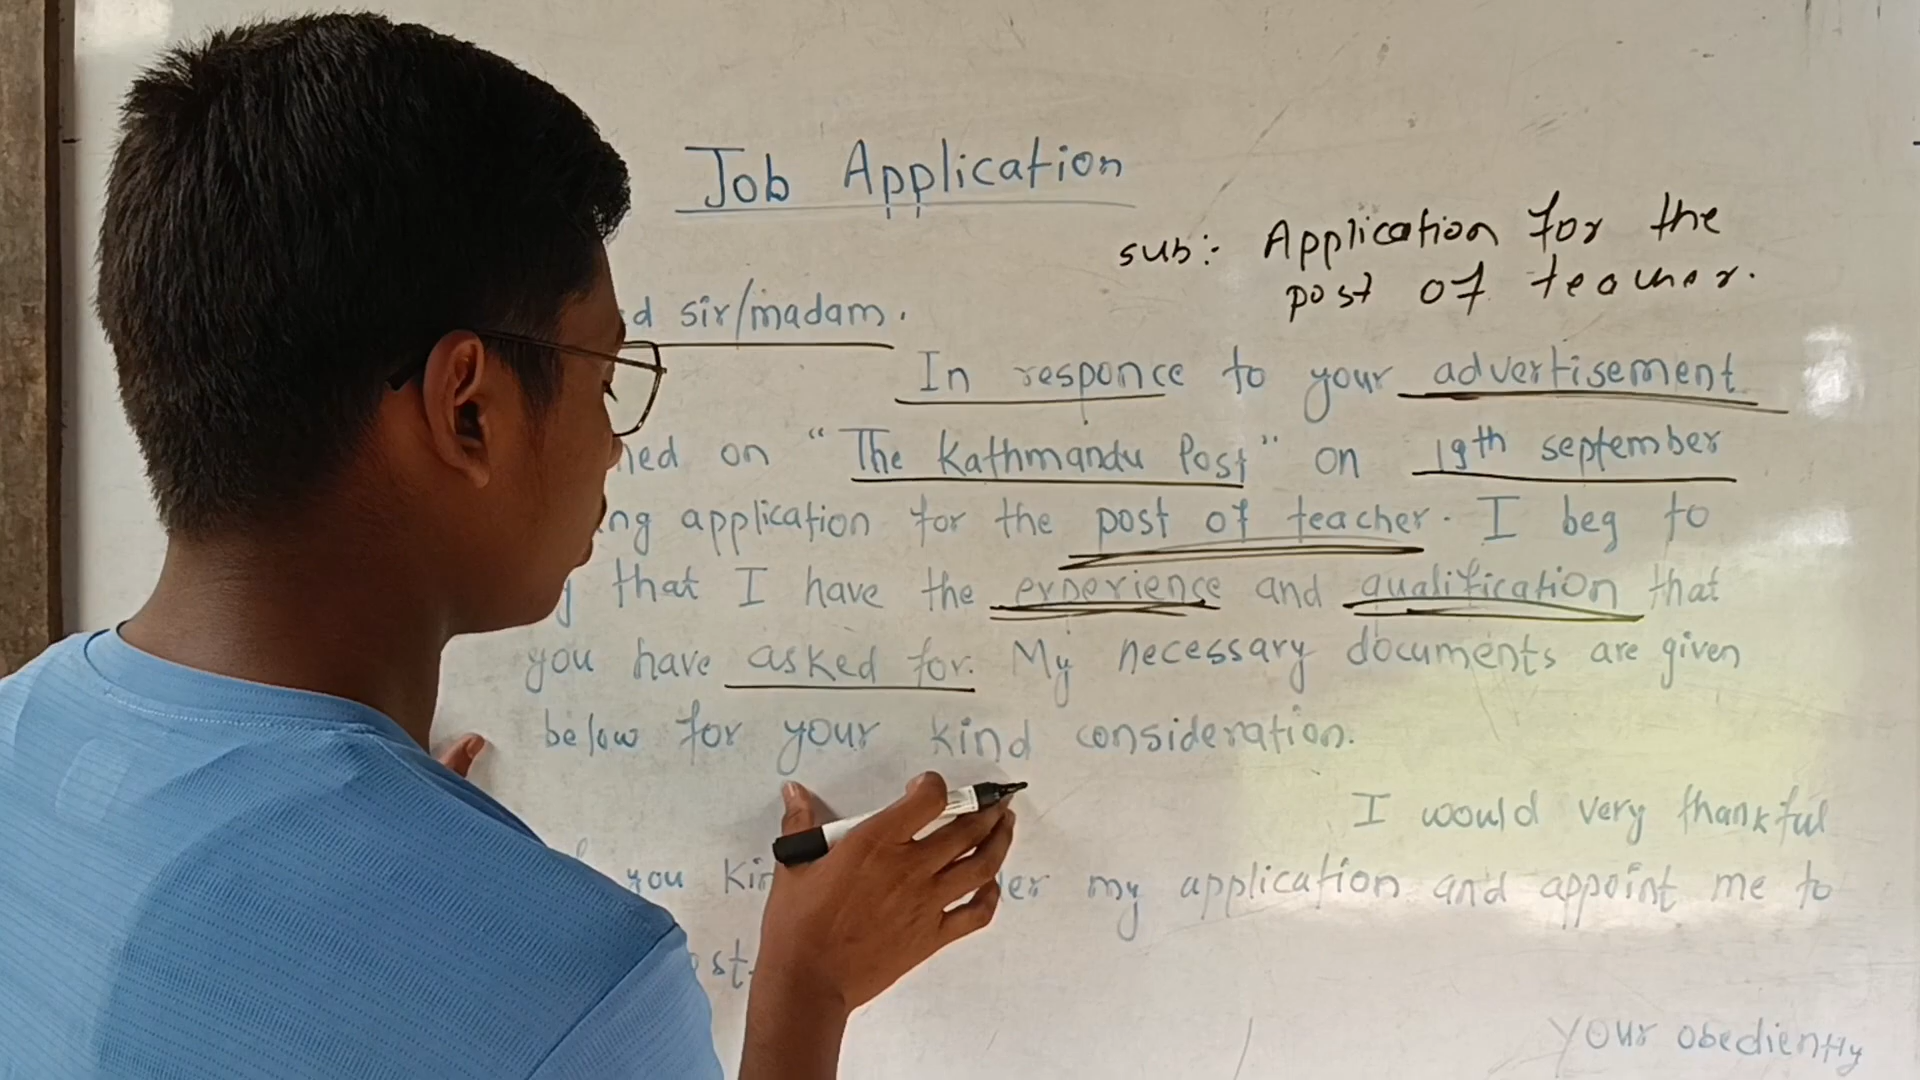 Job Application
sub:- Application for the
post of teacher.
sir/madam.
In responce to your advertisement
on "The Kathmandu Post" on 19th september
application for the post of teacher. I beg to
that I have the experience and qualification that
you have asked for. My necessary documents are given
below for your kind consideration.
I would very thankful
you my application and appoint me to
Your obediently